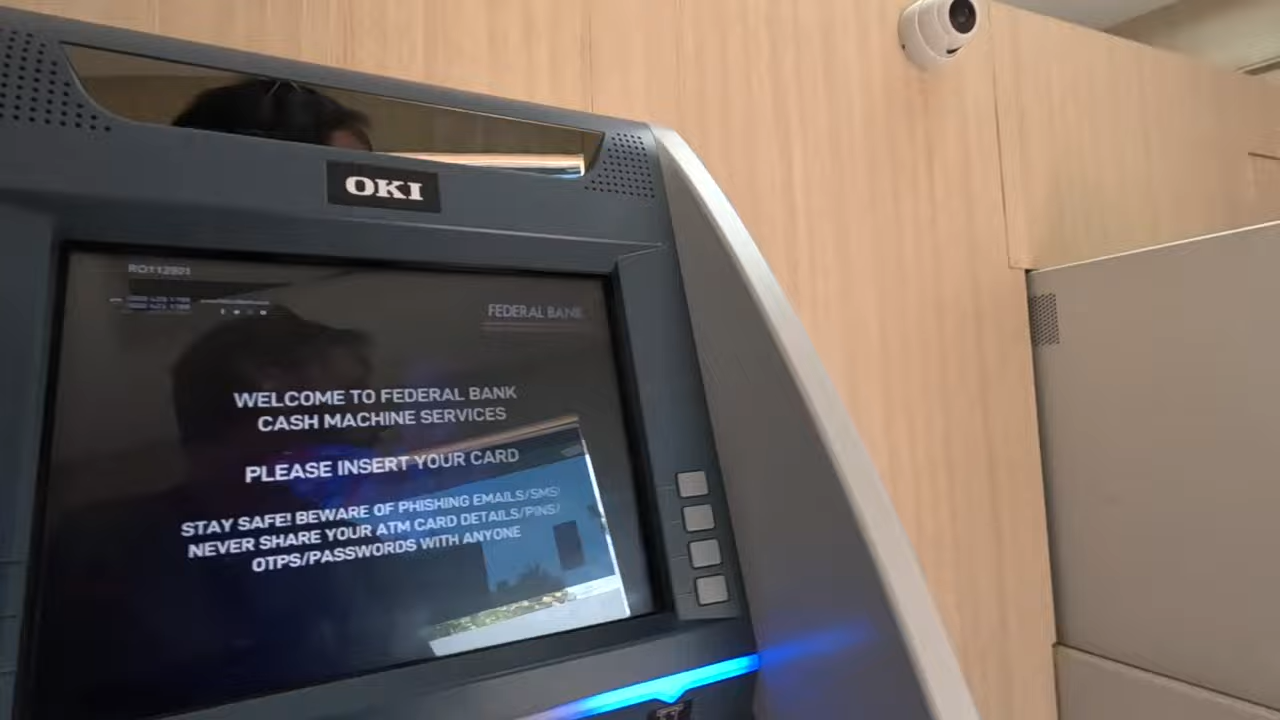 OKI
FEDERAL BANK
WELCOME TO FEDERAL BANK
CASH MACHINE SERVICES
PLEASE INSERT YOUR CARD
STAY SAFE! BEWARE OF PHISHING EMAILS/SMS/
NEVER SHARE YOUR ATM CARD DETAILS/PINS/
OTPS/PASSWORDS WITH ANYONE